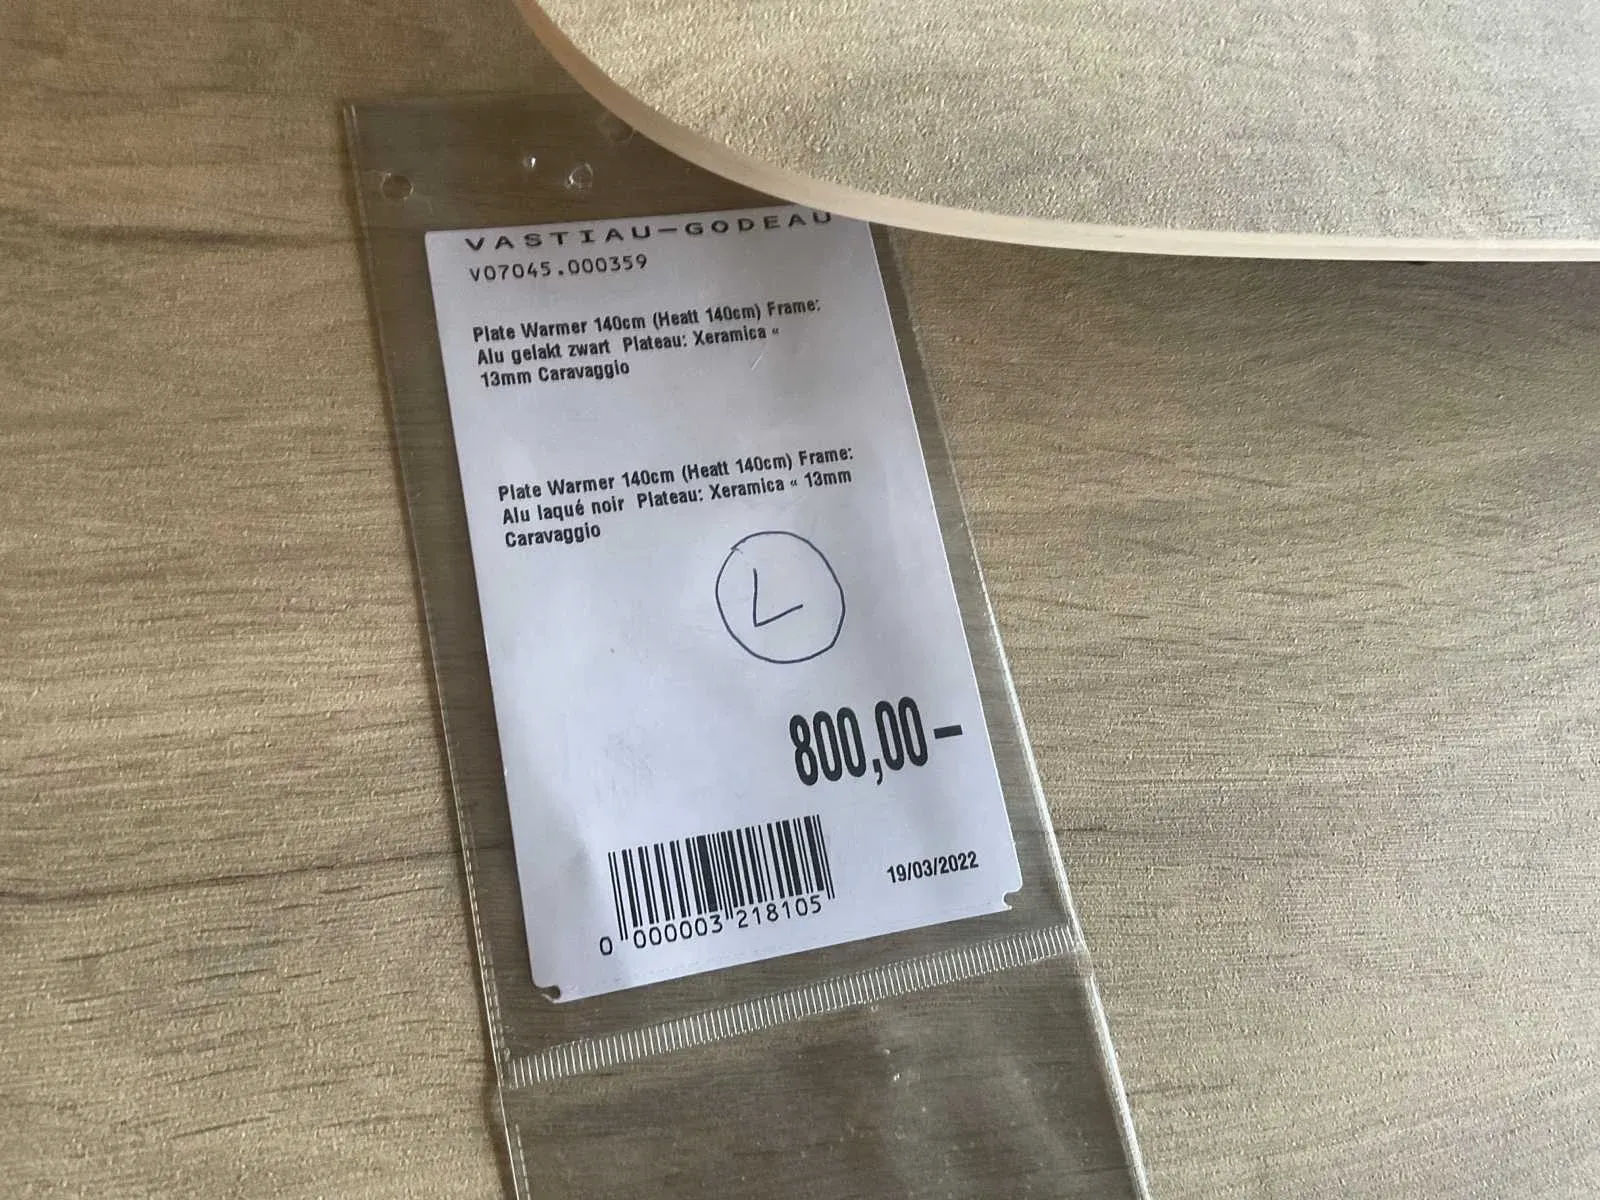 VASTIAU-GODEAU
V07045.000359
Plate Warmer 140cm (Heatt 140cm) Frame:
Alu gelakt zwart Plateau: Xeramica «
13mm Caravaggio
Plate Warmer 140cm (Heatt 140cm) Frame:
Alu laqué noir Plateau: Xeramica « 13mm
Caravaggio
L
800,00-
19/03/2022
0 000003 218105